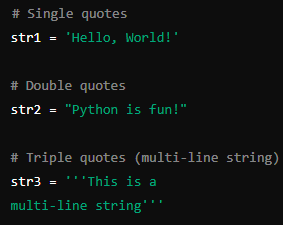 # Single quotes
str1 = 'Hello, World!'
# Double quotes
str2 = "Python is fun!"
# Triple quotes (multi-line string)
str3 = '''This is a
multi-line string'''